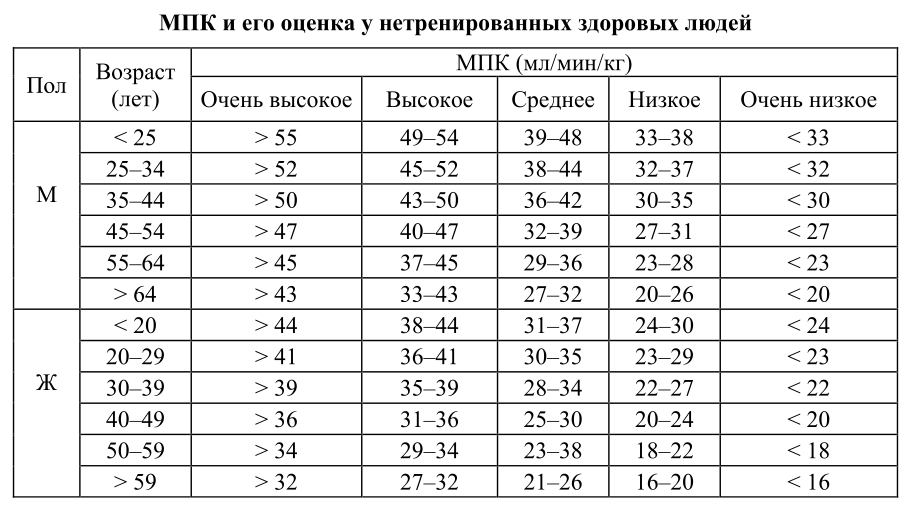 МПК и его оценка у нетренированных здоровых людей
Пол Возраст (лет) МПК (мл/мин/кг)
Очень высокое Высокое Среднее Низкое Очень низкое
М < 25 > 55 49–54 39–48 33–38 < 33
25–34 > 52 45–52 38–44 32–37 < 32
35–44 > 50 43–50 36–42 30–35 < 30
45–54 > 47 40–47 32–39 27–31 < 27
55–64 > 45 37–45 29–36 23–28 < 23
> 64 > 43 33–43 27–32 20–26 < 20
Ж < 20 > 44 38–44 31–37 24–30 < 24
20–29 > 41 36–41 30–35 23–29 < 23
30–39 > 39 35–39 28–34 22–27 < 22
40–49 > 36 31–36 25–30 20–24 < 20
50–59 > 34 29–34 23–38 18–22 < 18
> 59 > 32 27–32 21–26 16–20 < 16